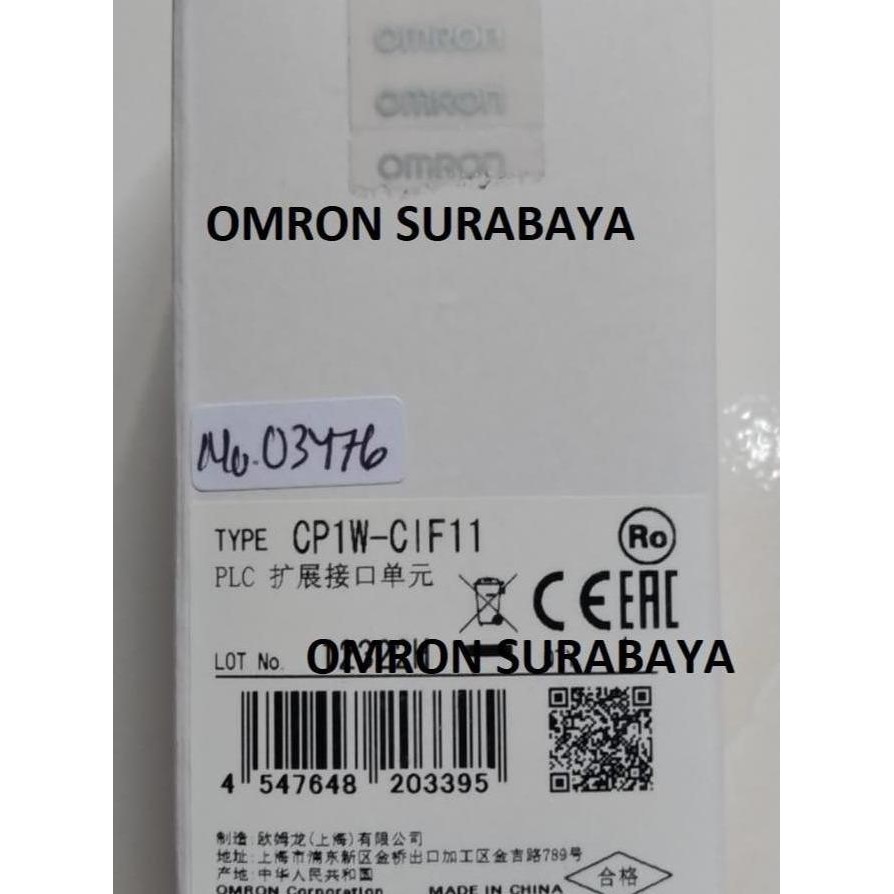 OMRON
OMRON
OMRON
OMRON SURABAYA
No. 03476
TYPE CP1W-CIF11
Ro
PLC 扩展接口单元
CE EAC
LOT No.
OMRON SURABAYA
4 547648 203395
制造:欧姆龙(上海)有限公司
地址:上海市浦东新区金桥出口加工区金吉路789号
产地:中华人民共和国
合格
OMRON Corporation MADE IN CHINA